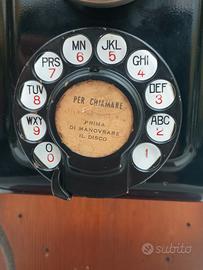 MN
6
JKL
5
GHI
4
DEF
3
ABC
2
1
0
WXY
9
TUV
8
PRS
7
PER CHIAMARE
PRIMA
DI MANOVRARE
IL DISCO
subito